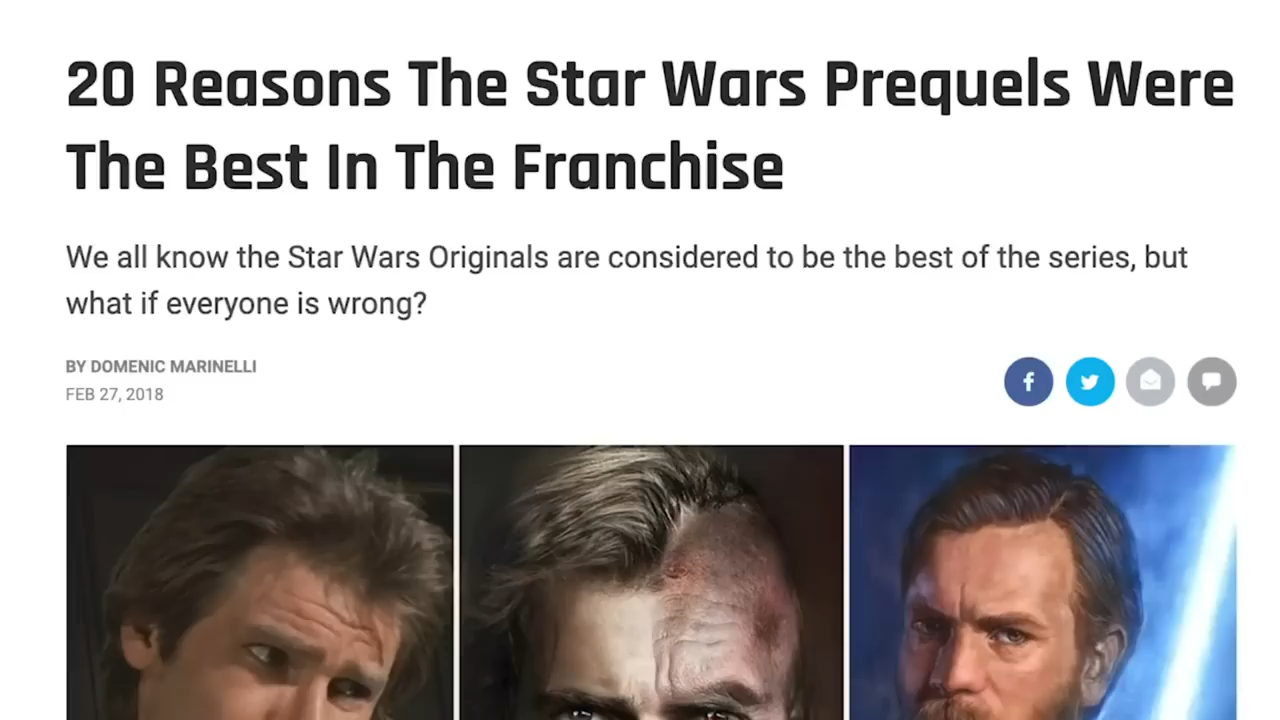 20 Reasons The Star Wars Prequels Were
The Best In The Franchise
We all know the Star Wars Originals are considered to be the best of the series, but
what if everyone is wrong?
BY DOMENIC MARINELLI
FEB 27, 2018